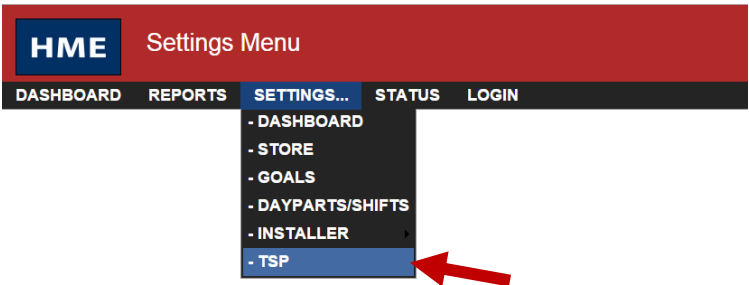 HME Settings Menu
DASHBOARD REPORTS SETTINGS... STATUS LOGIN
- DASHBOARD
- STORE
- GOALS
- DAYPARTS/SHIFTS
- INSTALLER
- TSP